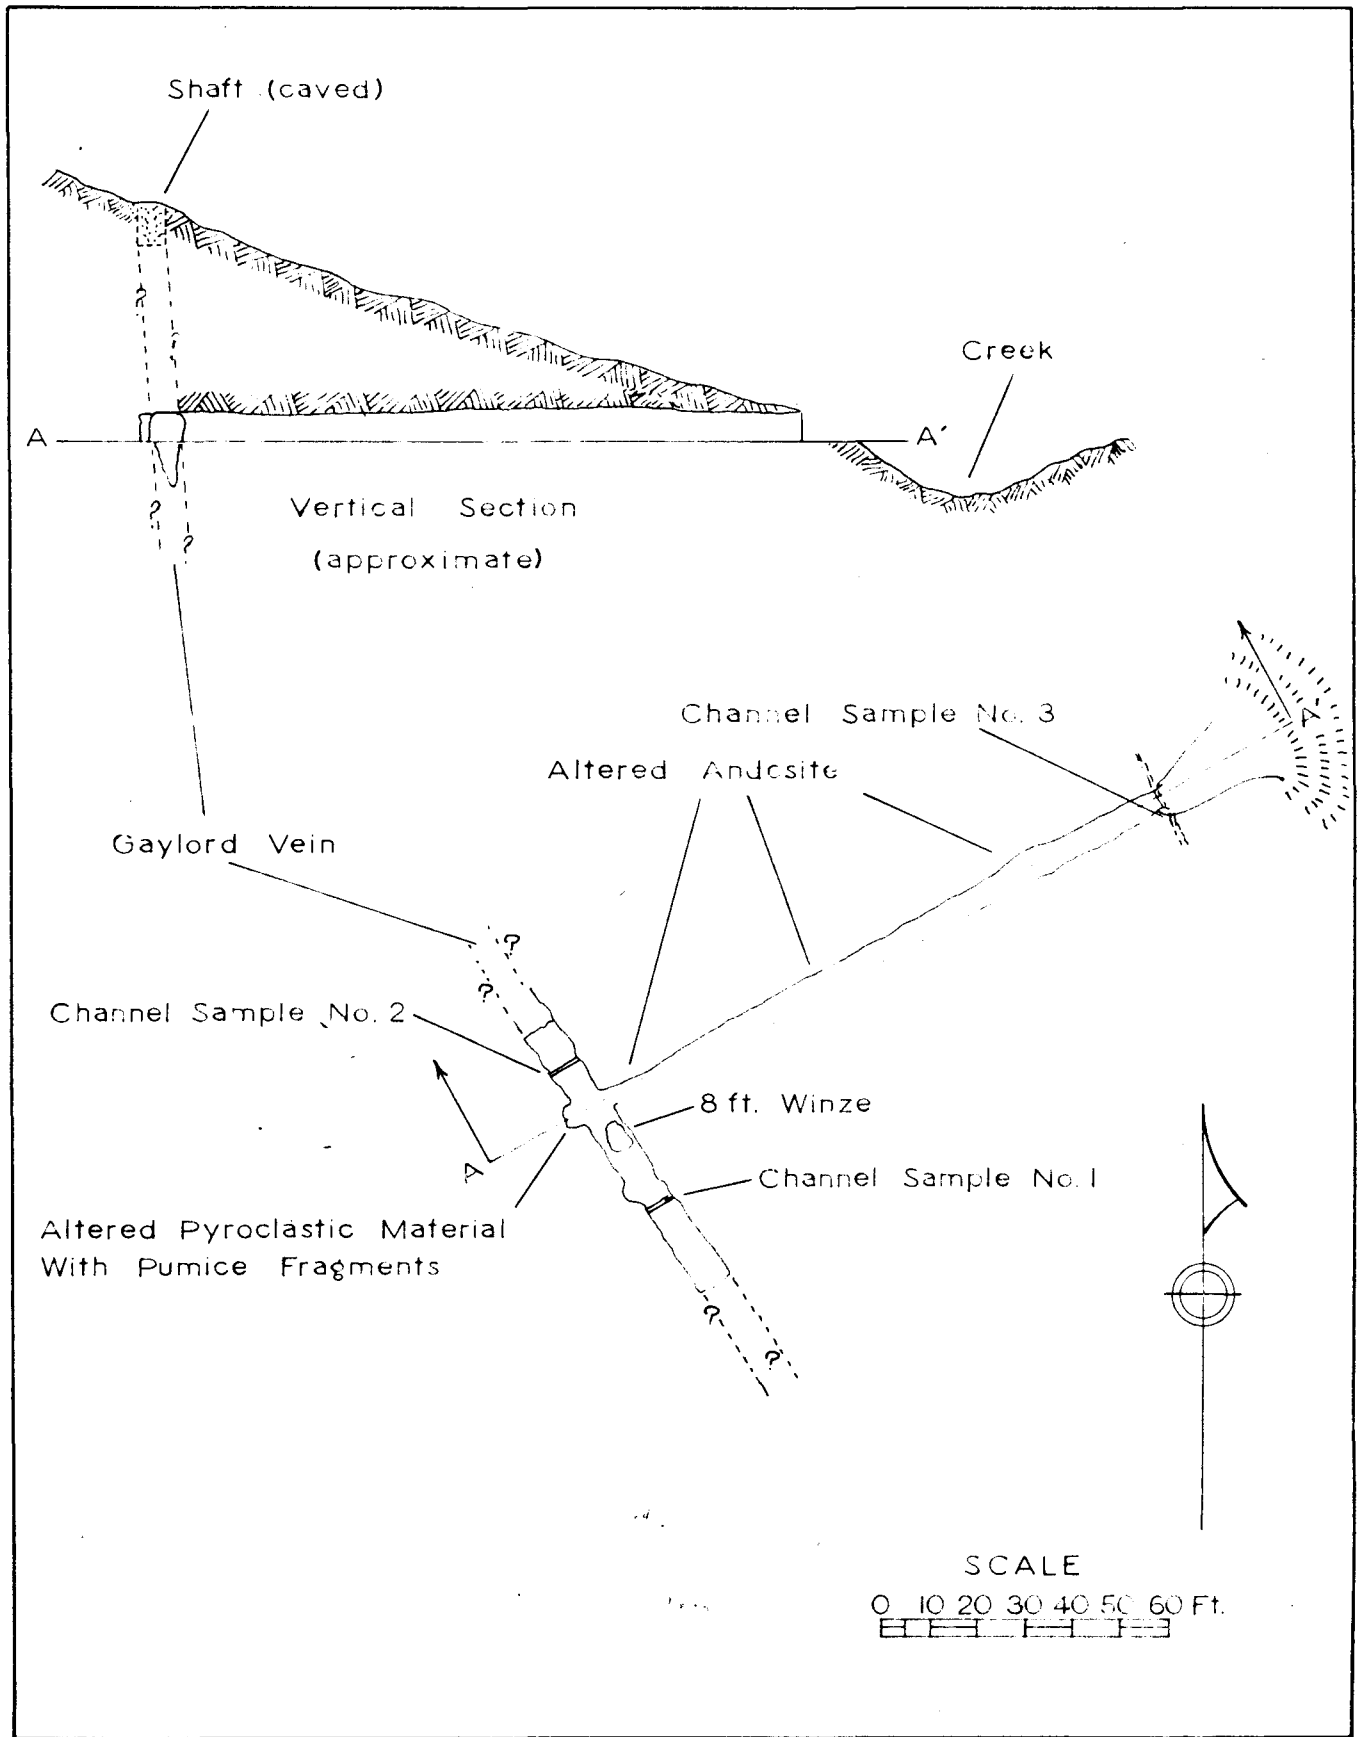 Shaft (caved)
?
?
Creek
A
A'
Vertical Section
(approximate)
?
?
Channel Sample No. 3
A
Altered Andesite
Gaylord Vein
?
?
Channel Sample No. 2
8 ft. Winze
A
Channel Sample No. 1
Altered Pyroclastic Material
With Pumice Fragments
?
?
SCALE
0 10 20 30 40 50 60 Ft.